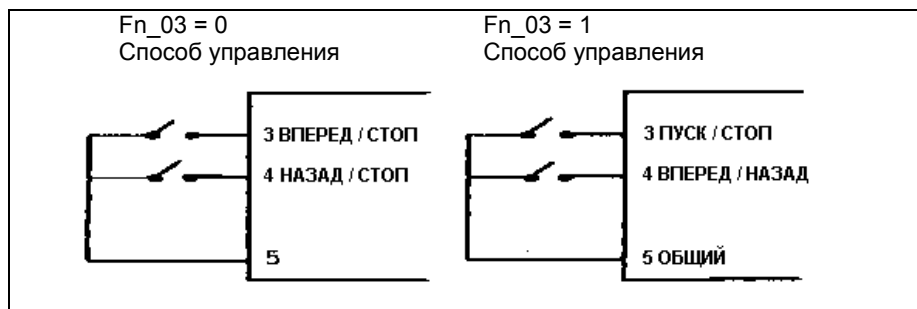 Fn_03 = 0
Способ управления
3 ВПЕРЕД / СТОП
4 НАЗАД / СТОП
5
Fn_03 = 1
Способ управления
3 ПУСК / СТОП
4 ВПЕРЕД / НАЗАД
5 ОБЩИЙ